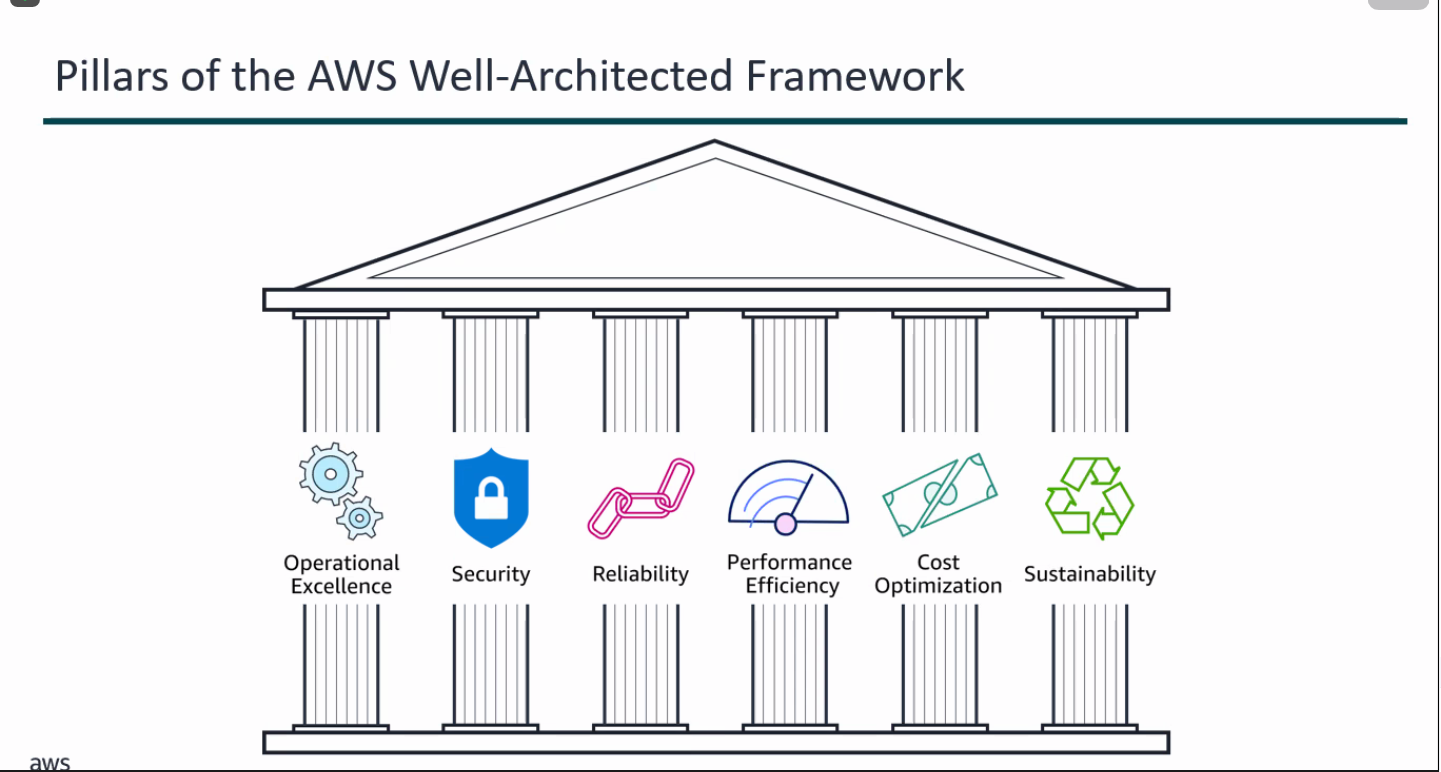 Pillars of the AWS Well-Architected Framework
Operational
Excellence
Security
Reliability
Performance
Efficiency
Cost
Optimization
Sustainability
aws